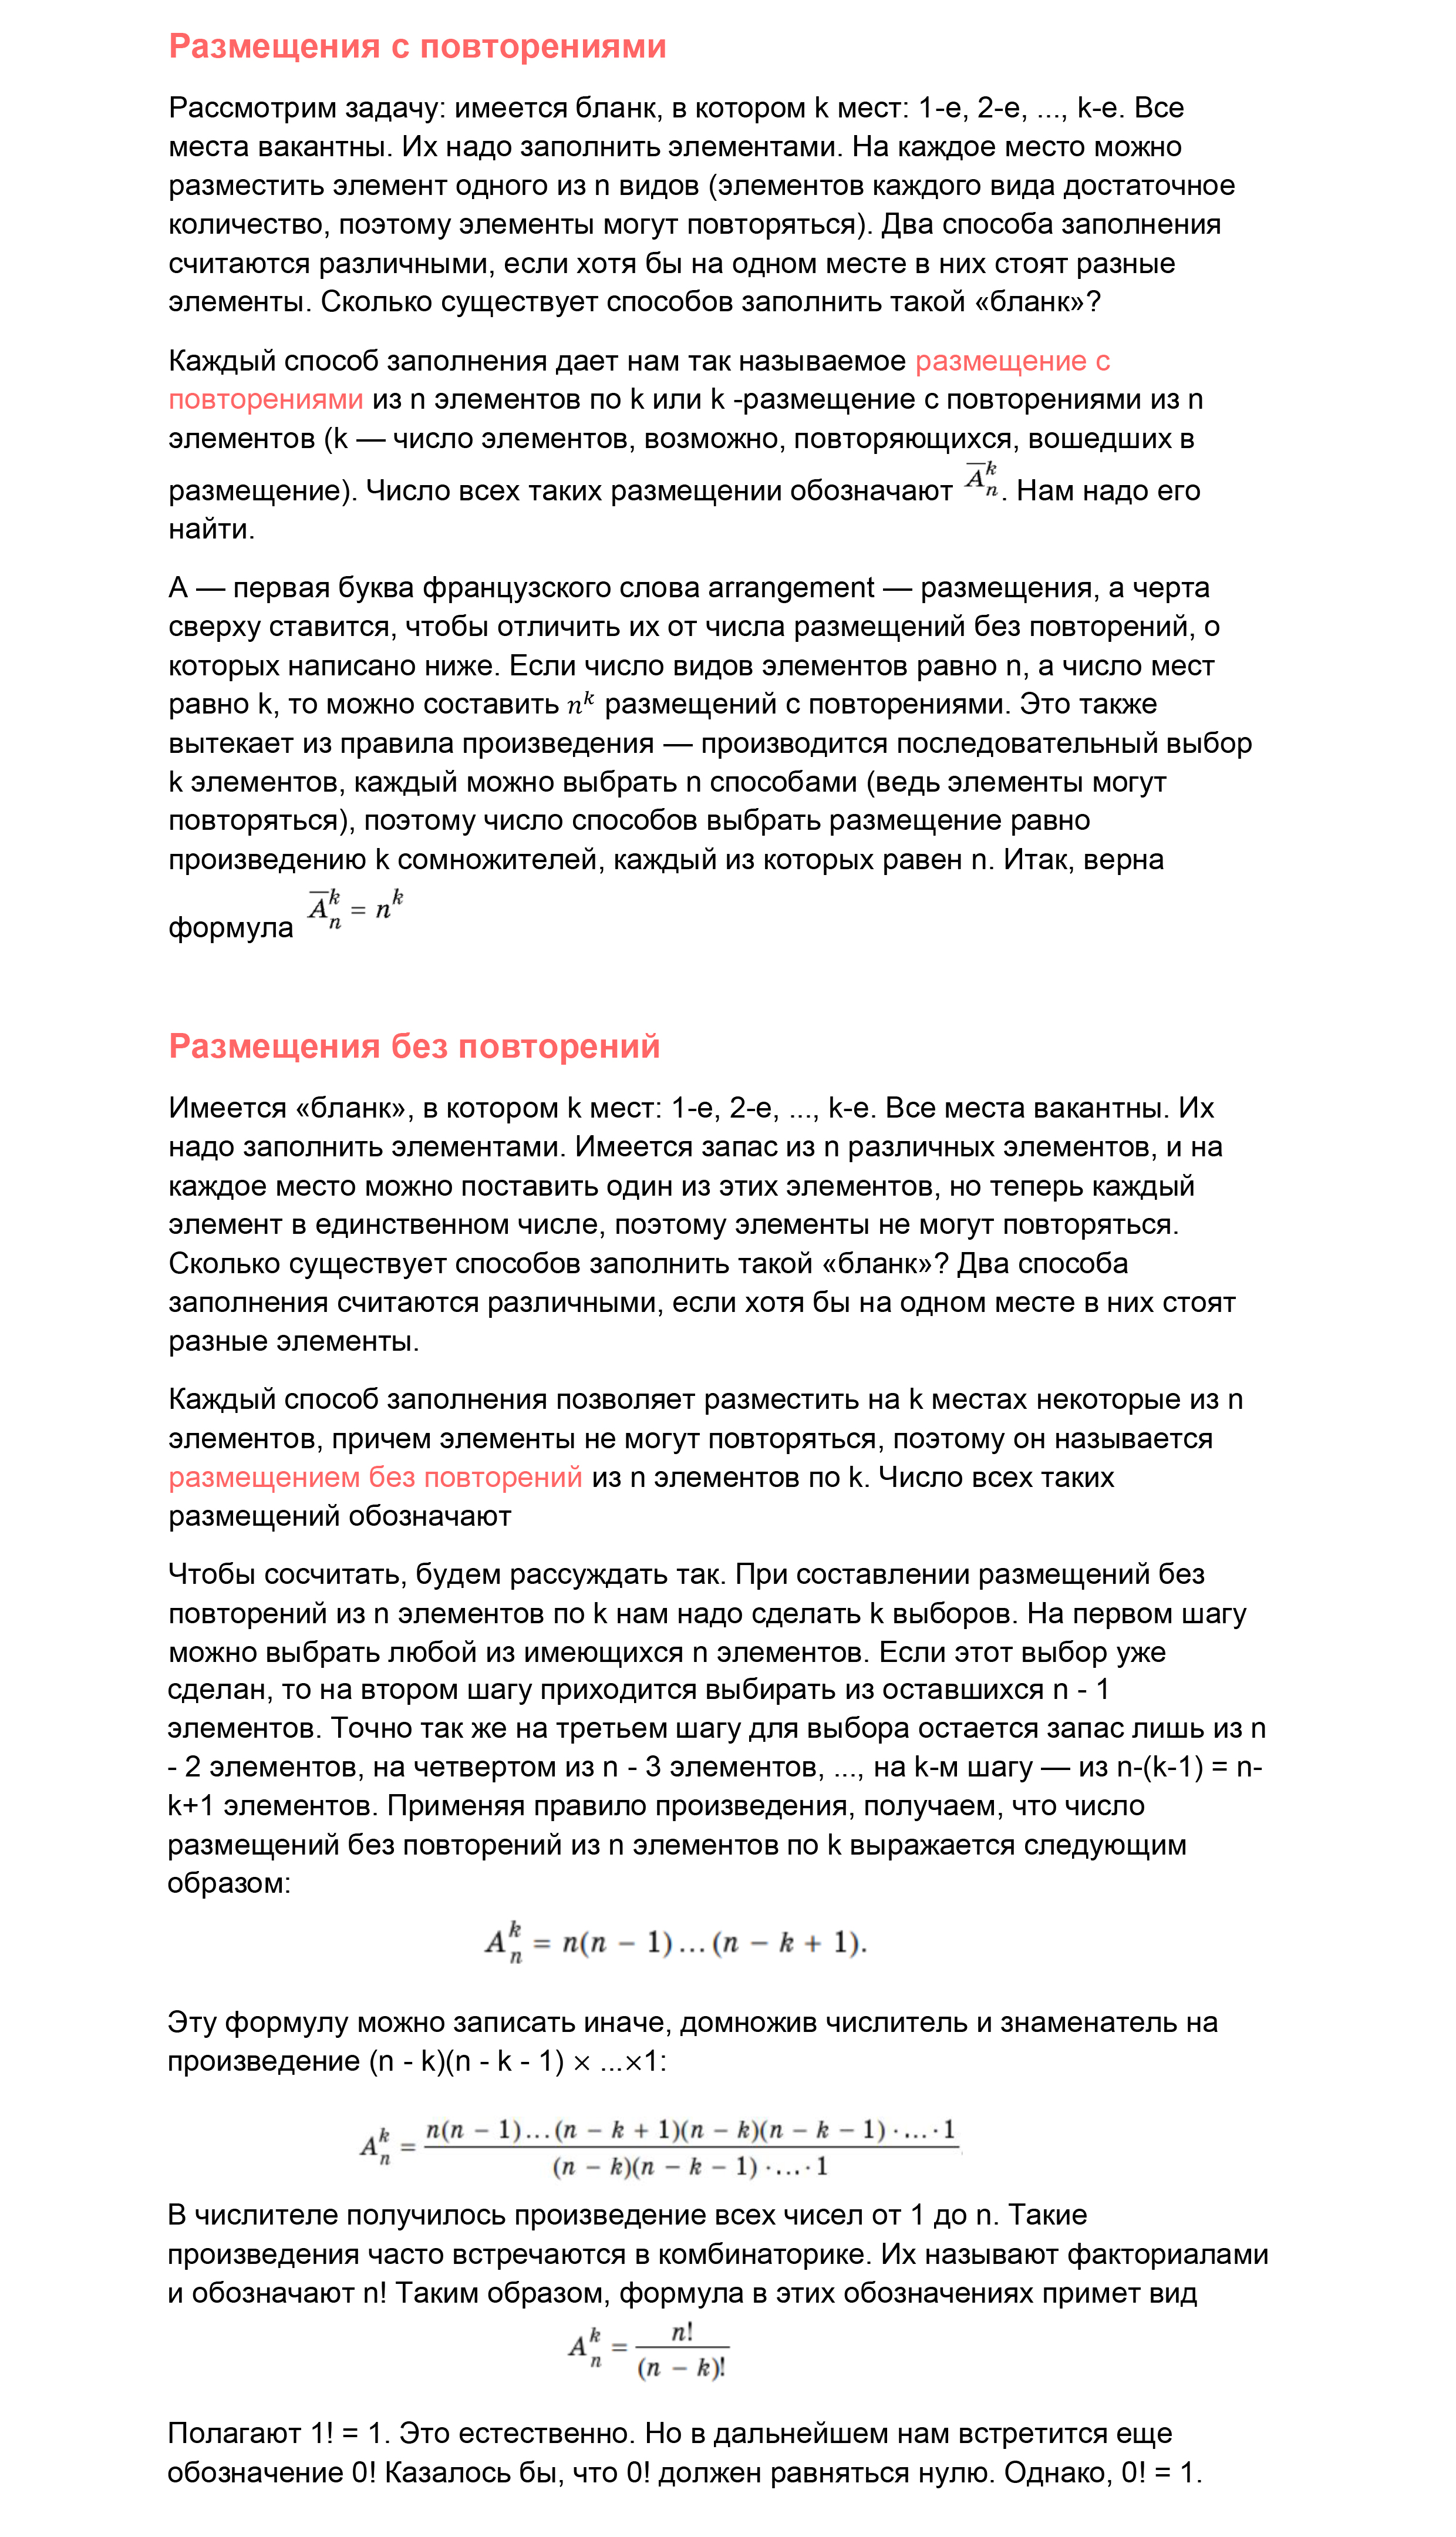 Размещения с повторениями
Рассмотрим задачу: имеется бланк, в котором k мест: 1-е, 2-е, ..., k-е. Все
места вакантны. Их надо заполнить элементами. На каждое место можно
разместить элемент одного из n видов (элементов каждого вида достаточное
количество, поэтому элементы могут повторяться). Два способа заполнения
считаются различными, если хотя бы на одном месте в них стоят разные
элементы. Сколько существует способов заполнить такой «бланк»?
Каждый способ заполнения дает нам так называемое размещение с
повторениями из n элементов по k или k -размещение с повторениями из n
элементов (k — число элементов, возможно, повторяющихся, вошедших в
размещение). Число всех таких размещении обозначают $\overline{A}_n^k$. Нам надо его
найти.
А — первая буква французского слова arrangement — размещения, а черта
сверху ставится, чтобы отличить их от числа размещений без повторений, о
которых написано ниже. Если число видов элементов равно n, а число мест
равно k, то можно составить $n^k$ размещений с повторениями. Это также
вытекает из правила произведения — производится последовательный выбор
k элементов, каждый можно выбрать n способами (ведь элементы могут
повторяться), поэтому число способов выбрать размещение равно
произведению k сомножителей, каждый из которых равен n. Итак, верна
формула $\overline{A}_n^k = n^k$
Размещения без повторений
Имеется «бланк», в котором k мест: 1-е, 2-е, ..., k-е. Все места вакантны. Их
надо заполнить элементами. Имеется запас из n различных элементов, и на
каждое место можно поставить один из этих элементов, но теперь каждый
элемент в единственном числе, поэтому элементы не могут повторяться.
Сколько существует способов заполнить такой «бланк»? Два способа
заполнения считаются различными, если хотя бы на одном месте в них стоят
разные элементы.
Каждый способ заполнения позволяет разместить на k местах некоторые из n
элементов, причем элементы не могут повторяться, поэтому он называется
размещением без повторений из n элементов по k. Число всех таких
размещений обозначают
Чтобы сосчитать, будем рассуждать так. При составлении размещений без
повторений из n элементов по k нам надо сделать k выборов. На первом шагу
можно выбрать любой из имеющихся n элементов. Если этот выбор уже
сделан, то на втором шагу приходится выбирать из оставшихся n - 1
элементов. Точно так же на третьем шагу для выбора остается запас лишь из n
- 2 элементов, на четвертом из n - 3 элементов, ..., на k-м шагу — из n-(k-1) = n-
k+1 элементов. Применяя правило произведения, получаем, что число
размещений без повторений из n элементов по k выражается следующим
образом:
$A_n^k = n(n - 1)...(n - k + 1).$
Эту формулу можно записать иначе, домножив числитель и знаменатель на
произведение (n - k)(n - k - 1) × ...×1:
$A_n^k = \frac{n(n - 1)...(n - k + 1)(n - k)(n - k - 1) \cdot ... \cdot 1}{(n - k)(n - k - 1) \cdot ... \cdot 1}$
В числителе получилось произведение всех чисел от 1 до n. Такие
произведения часто встречаются в комбинаторике. Их называют факториалами
и обозначают n! Таким образом, формула в этих обозначениях примет вид
$A_n^k = \frac{n!}{(n - k)!}$
Полагают 1! = 1. Это естественно. Но в дальнейшем нам встретится еще
обозначение 0! Казалось бы, что 0! должен равняться нулю. Однако, 0! = 1.